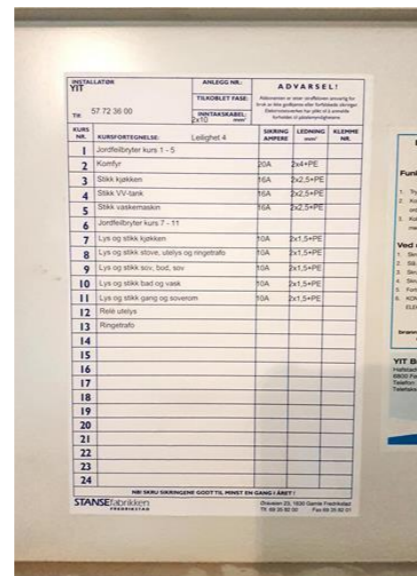 INSTALLATØR
YIT
Tlf. 57 72 36 00
ANLEGG NR.:
TILKOBLET FASE:
INNTAKSKABEL:
2x10 mm²
ADVARSEL!
KURS NR. KURSFORTEGNELSE: Leilighet 4 SIKRING AMPERE LEDNING mm² KLEMME NR.
1 Jordfeilbryter kurs 1 - 5
2 Komfyr 20A 2x4+PE
3 Stikk kjøkken 16A 2x2,5+PE
4 Stikk VV-tank 16A 2x2,5+PE
5 Stikk vaskemaskin 16A 2x2,5+PE
6 Jordfeilbryter kurs 7 - 11
7 Lys og stikk kjøkken 10A 2x1,5+PE
8 Lys og stikk stove, utelys og ringetrafo 10A 2x1,5+PE
9 Lys og stikk sov, bod, sov 10A 2x1,5+PE
10 Lys og stikk bad og vask 10A 2x1,5+PE
11 Lys og stikk gang og soverom 10A 2x1,5+PE
12 Relé utelys
13 Ringetrafo
14
15
16
17
18
19
20
21
22
23
24
NB! SKRU SIKRINGENE GODT TIL MINST EN GANG I ÅRET!
STANSEfabrikken
FREDRIKSTAD
1630 Gamle Fredrikstad
Ved
YIT B
Telefon